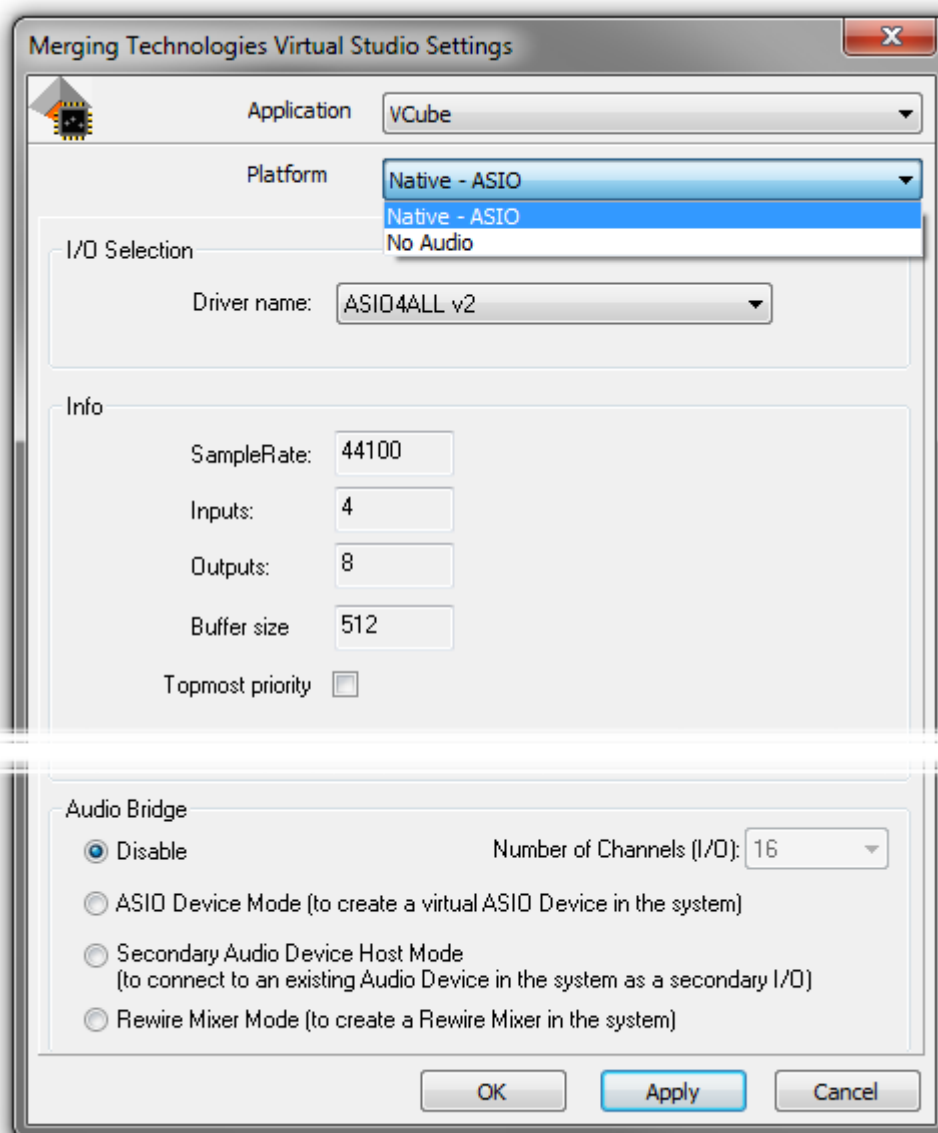 Merging Technologies Virtual Studio Settings
Application VCube
Platform Native - ASIO
Native - ASIO
No Audio
I/O Selection
Driver name: ASIO4ALL v2
Info
SampleRate: 44100
Inputs: 4
Outputs: 8
Buffer size 512
Topmost priority
Audio Bridge
Disable Number of Channels (I/O): 16
ASIO Device Mode (to create a virtual ASIO Device in the system)
Secondary Audio Device Host Mode
(to connect to an existing Audio Device in the system as a secondary I/O)
Rewire Mixer Mode (to create a Rewire Mixer in the system)
OK Apply Cancel